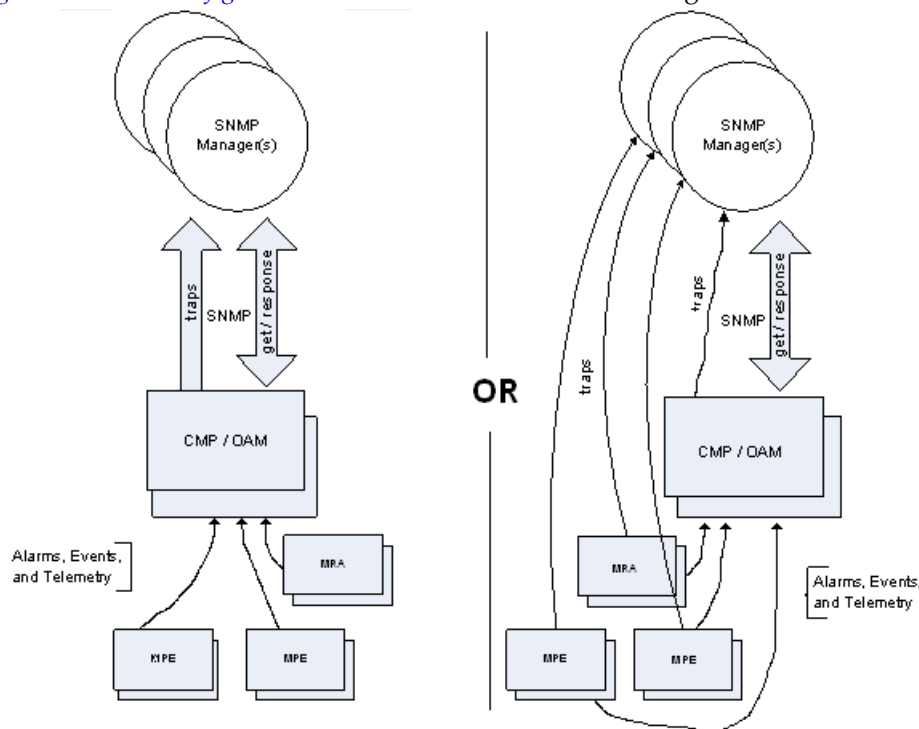 SNMP
Manager(s)
traps
SNMP
get / response
CMP / OAM
Alarms, Events,
and Telemetry
MRA
MPE
MPE
OR
SNMP
Manager(s)
traps
traps
SNMP
get / response
CMP / OAM
MRA
Alarms, Events,
and Telemetry
MPE
MPE